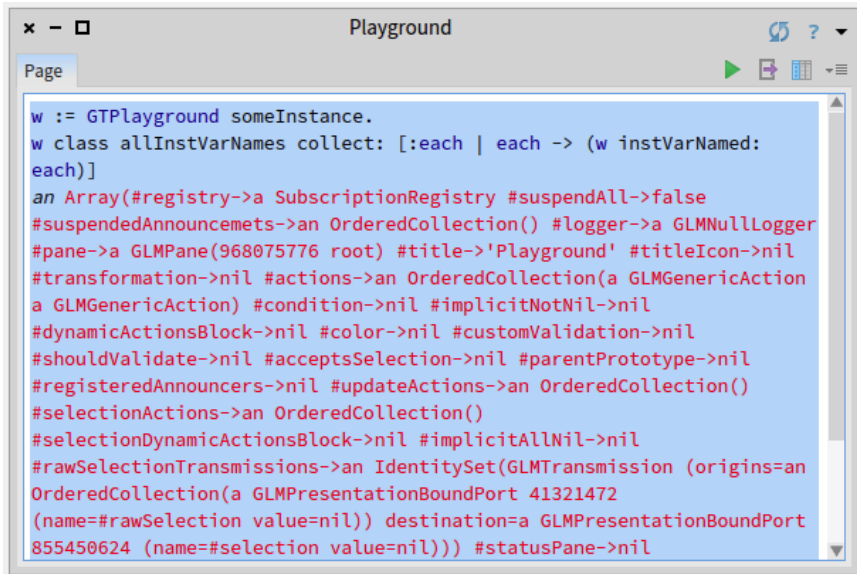 Playground
?
Page
w := GTPlayground someInstance.
w class allInstVarNames collect: [:each | each -> (w instVarNamed:
each)]
an Array(#registry->a SubscriptionRegistry #suspendAll->false
#suspendedAnnouncemets->an OrderedCollection() #logger->a GLMNullLogger
#pane->a GLMPane(968075776 root) #title->'Playground' #titleIcon->nil
#transformation->nil #actions->an OrderedCollection(a GLMGenericAction
a GLMGenericAction) #condition->nil #implicitNotNil->nil
#dynamicActionsBlock->nil #color->nil #customValidation->nil
#shouldValidate->nil #acceptsSelection->nil #parentPrototype->nil
#registeredAnnouncers->nil #updateActions->an OrderedCollection()
#selectionActions->an OrderedCollection()
#selectionDynamicActionsBlock->nil #implicitAllNil->nil
#rawSelectionTransmissions->an IdentitySet(GLMTransmission (origins=an
OrderedCollection(a GLMPresentationBoundPort 41321472
(name=#rawSelection value=nil)) destination=a GLMPresentationBoundPort
855450624 (name=#selection value=nil))) #statusPane->nil